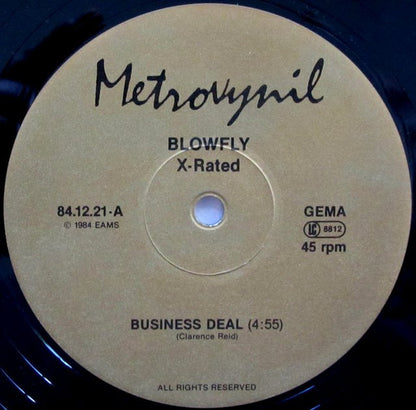 Metrovynil
BLOWFLY
X-Rated
84.12.21-A
© 1984 EAMS
GEMA
LC 8812
45 rpm
BUSINESS DEAL (4:55)
(Clarence Reid)
ALL RIGHTS RESERVED